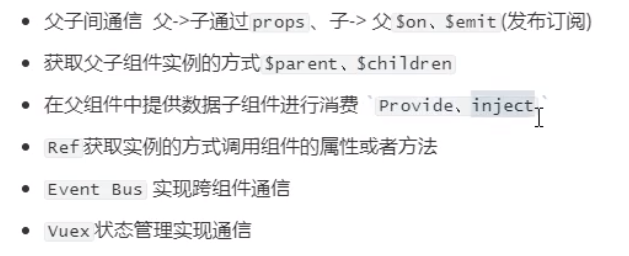 • 父子间通信 父->子通过props、子-> 父$on、$emit(发布订阅)
• 获取父子组件实例的方式$parent、$children
• 在父组件中提供数据子组件进行消费 `Provide、inject `
• Ref获取实例的方式调用组件的属性或者方法
• Event Bus 实现跨组件通信
• Vuex状态管理实现通信